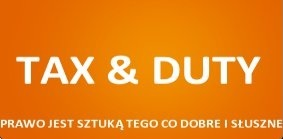 TAX & DUTY
PRAWO JEST SZTUKĄ TEGO CO DOBRE I SŁUSZNE